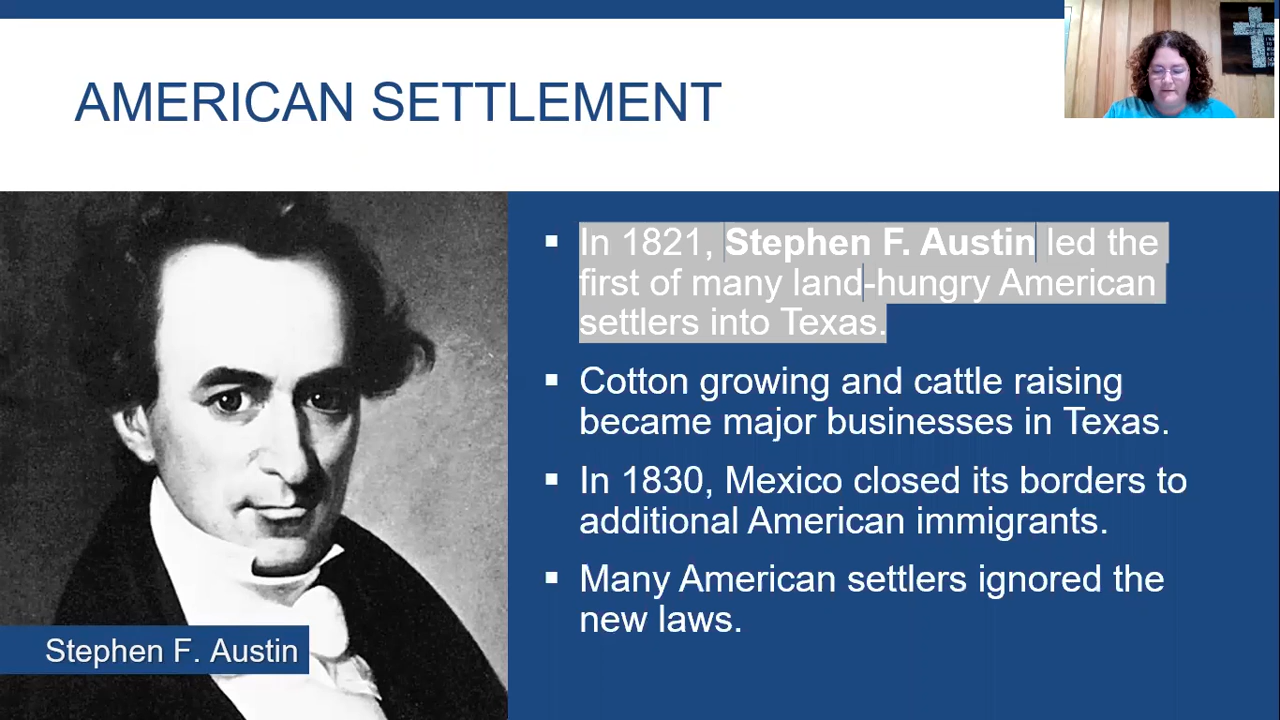 AMERICAN SETTLEMENT
▪ In 1821, Stephen F. Austin led the
first of many land-hungry American
settlers into Texas.
▪ Cotton growing and cattle raising
became major businesses in Texas.
▪ In 1830, Mexico closed its borders to
additional American immigrants.
▪ Many American settlers ignored the
new laws.
Stephen F. Austin